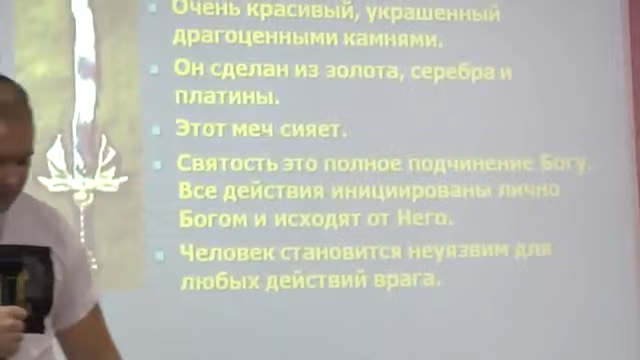 Очень красивый, украшенный
драгоценными камнями.
Он сделан из золота, серебра и
платины.
Этот меч сияет.
Святость это полное подчинение Богу.
Все действия инициированы лично
Богом и исходят от Него.
Человек становится неуязвим для
любых действий врага.